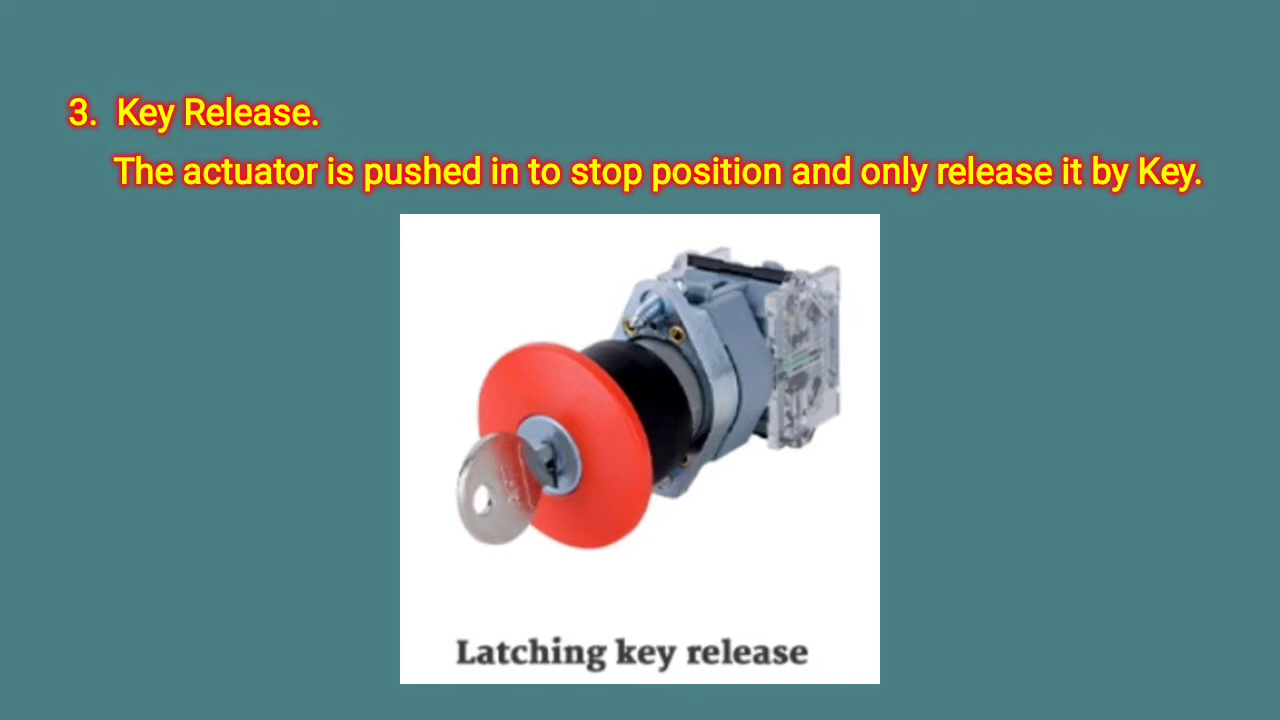 3. Key Release.
The actuator is pushed in to stop position and only release it by Key.
Latching key release